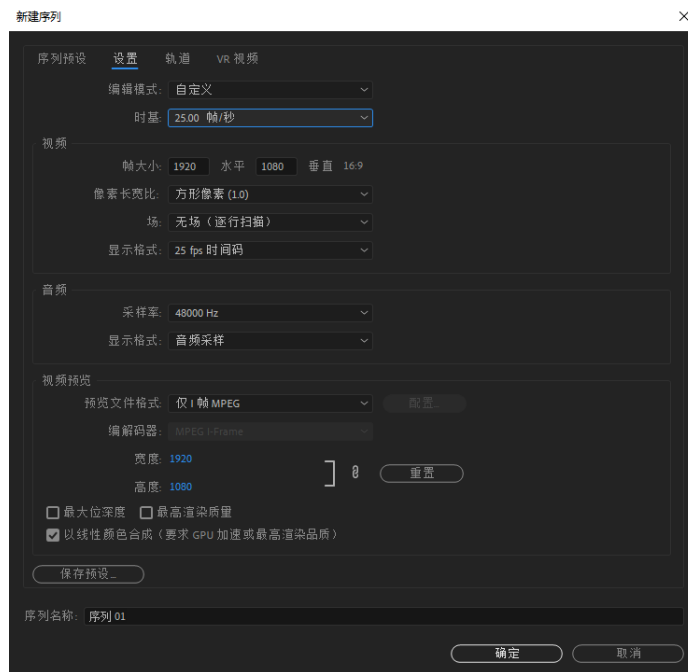 新建序列
序列预设 设置 轨道 VR 视频
编辑模式: 自定义
时基: 25.00 帧/秒
视频
帧大小: 1920 水平 1080 垂直 16:9
像素长宽比: 方形像素 (1.0)
场: 无场（逐行扫描）
显示格式: 25 fps 时间码
音频
采样率: 48000 Hz
显示格式: 音频采样
视频预览
预览文件格式: 仅 I 帧 MPEG 配置...
编解码器: MPEG I-Frame
宽度: 1920
高度: 1080
重置
最大位深度 最高渲染质量
以线性颜色合成（要求 GPU 加速或最高渲染品质）
保存预设...
序列名称: 序列 01
确定 取消